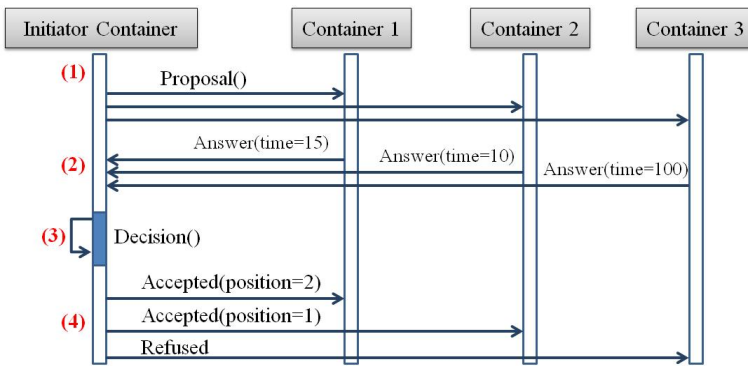 Initiator Container
Container 1
Container 2
Container 3
(1)
Proposal()
Answer(time=15)
(2)
Answer(time=10)
Answer(time=100)
(3)
Decision()
Accepted(position=2)
(4)
Accepted(position=1)
Refused